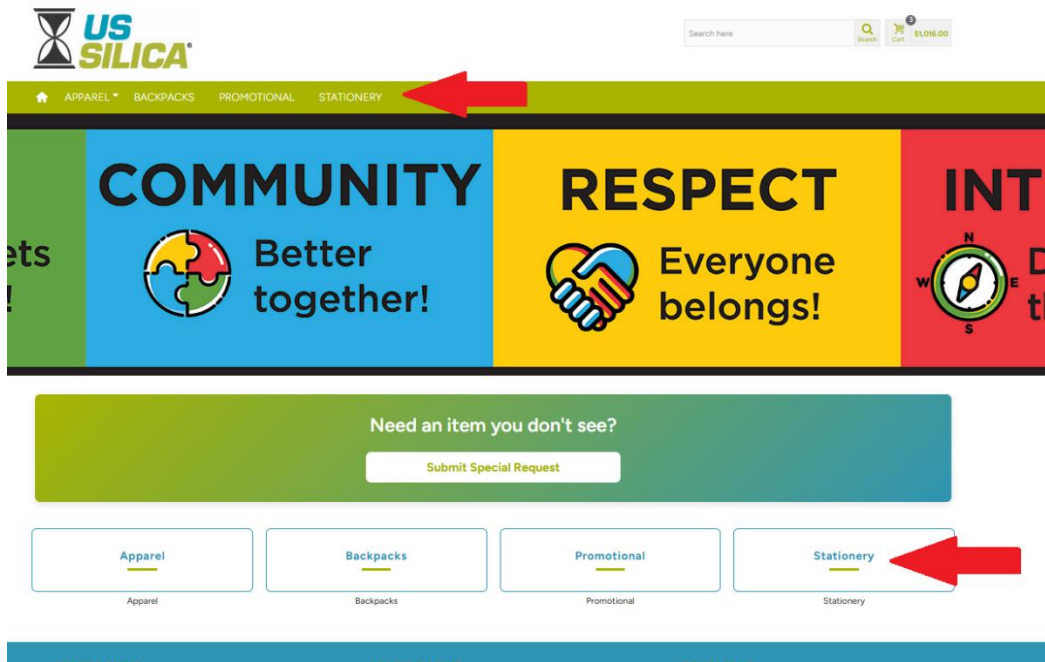 US
SILICA®
Search here
Search
Cart
3
$1,016.00
APPAREL
BACKPACKS
PROMOTIONAL
STATIONERY
ets
!
COMMUNITY
Better
together!
RESPECT
Everyone
belongs!
INT
N
W
E
S
D
th
Need an item you don't see?
Submit Special Request
Apparel
Backpacks
Promotional
Stationery
Apparel
Backpacks
Promotional
Stationery